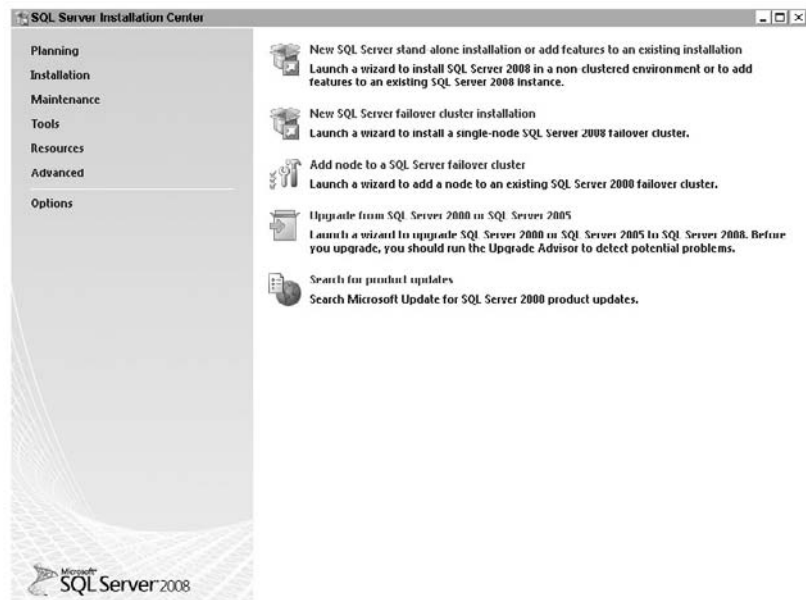 SQL Server Installation Center
Planning
Installation
Maintenance
Tools
Resources
Advanced
Options
New SQL Server stand-alone installation or add features to an existing installation
Launch a wizard to install SQL Server 2008 in a non-clustered environment or to add
features to an existing SQL Server 2008 instance.
New SQL Server failover cluster installation
Launch a wizard to install a single-node SQL Server 2008 failover cluster.
Add node to a SQL Server failover cluster
Launch a wizard to add a node to an existing SQL Server 2008 failover cluster.
Upgrade from SQL Server 2000 or SQL Server 2005
Launch a wizard to upgrade SQL Server 2000 or SQL Server 2005 to SQL Server 2008. Before
you upgrade, you should run the Upgrade Advisor to detect potential problems.
Search for product updates
Search Microsoft Update for SQL Server 2008 product updates.
Microsoft
SQL Server 2008